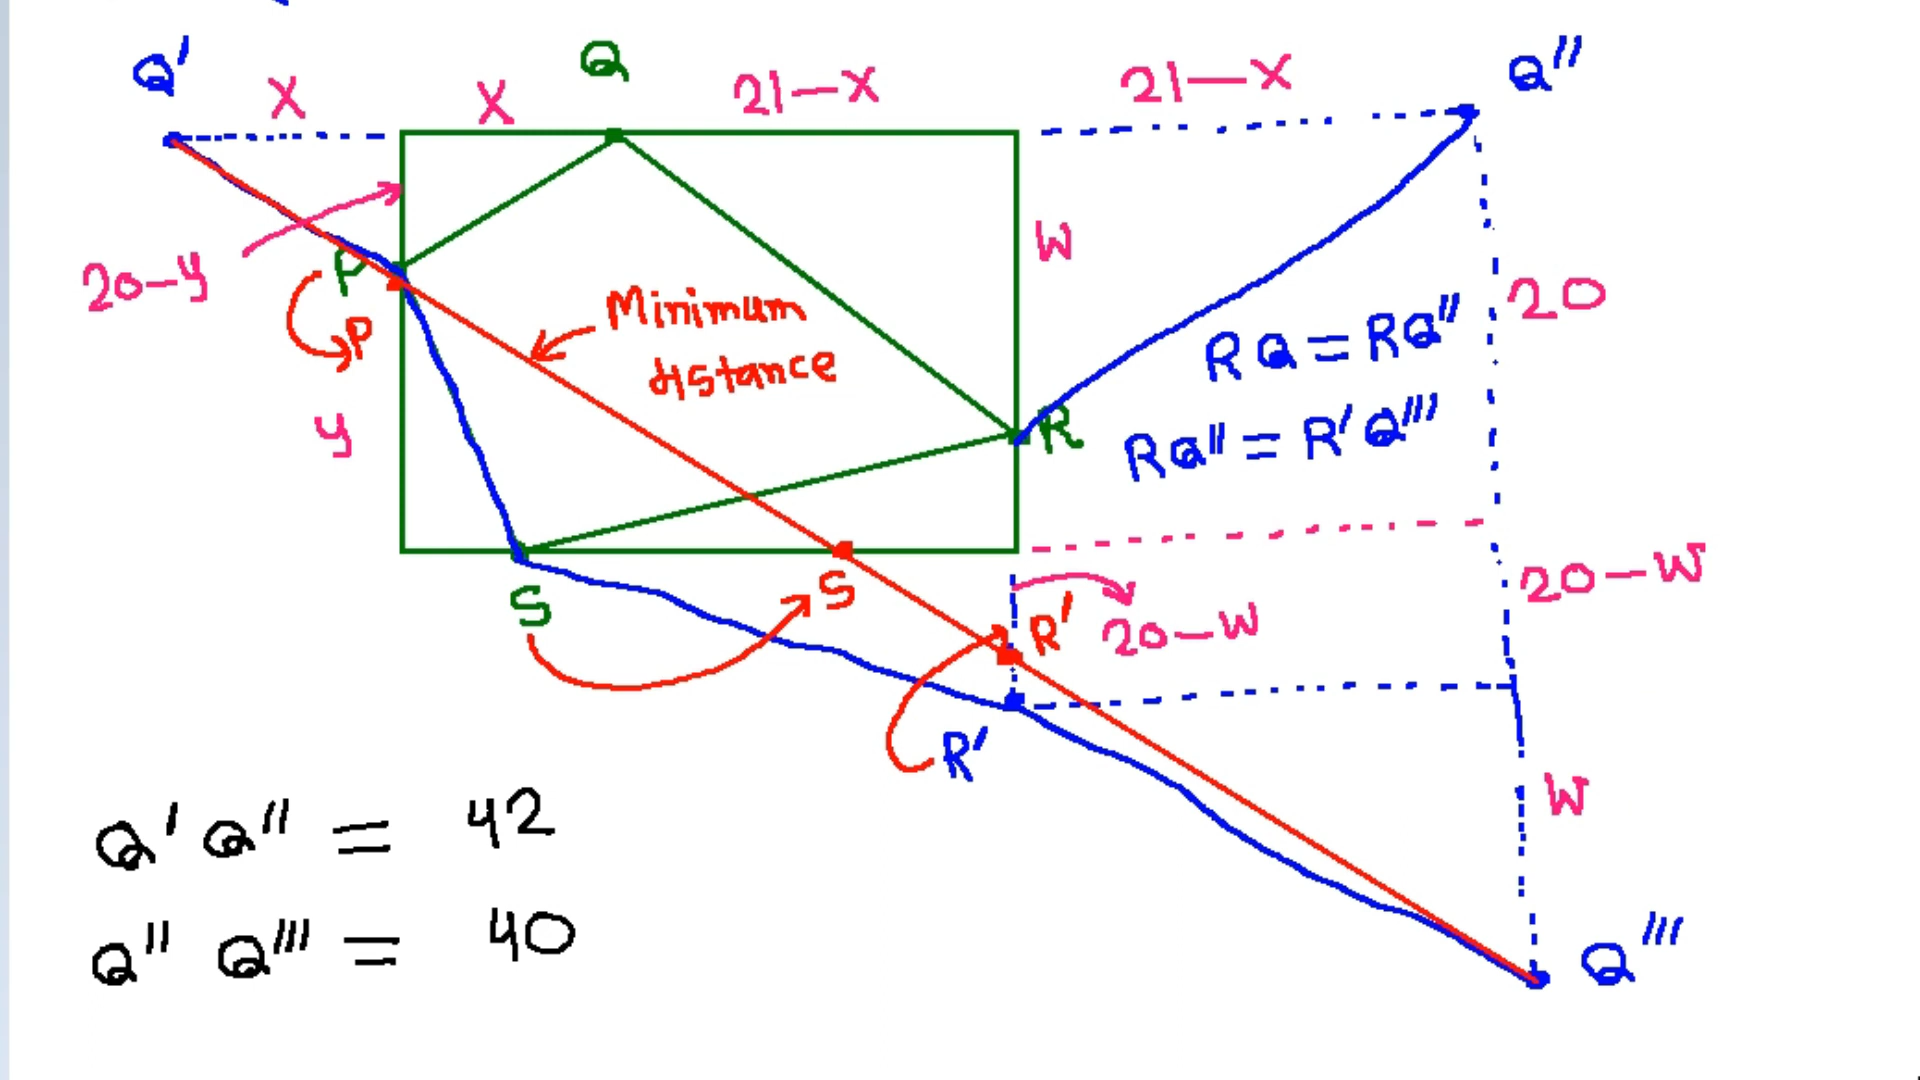 Q' X X Q 21-X 21-X Q"
20-y P W 20
P Minimum
distance
y R
RQ = RQ"
RQ" = R'Q'''
S S R' 20-W 20-W
R' W
Q'Q" = 42
Q" Q''' = 40
Q'''